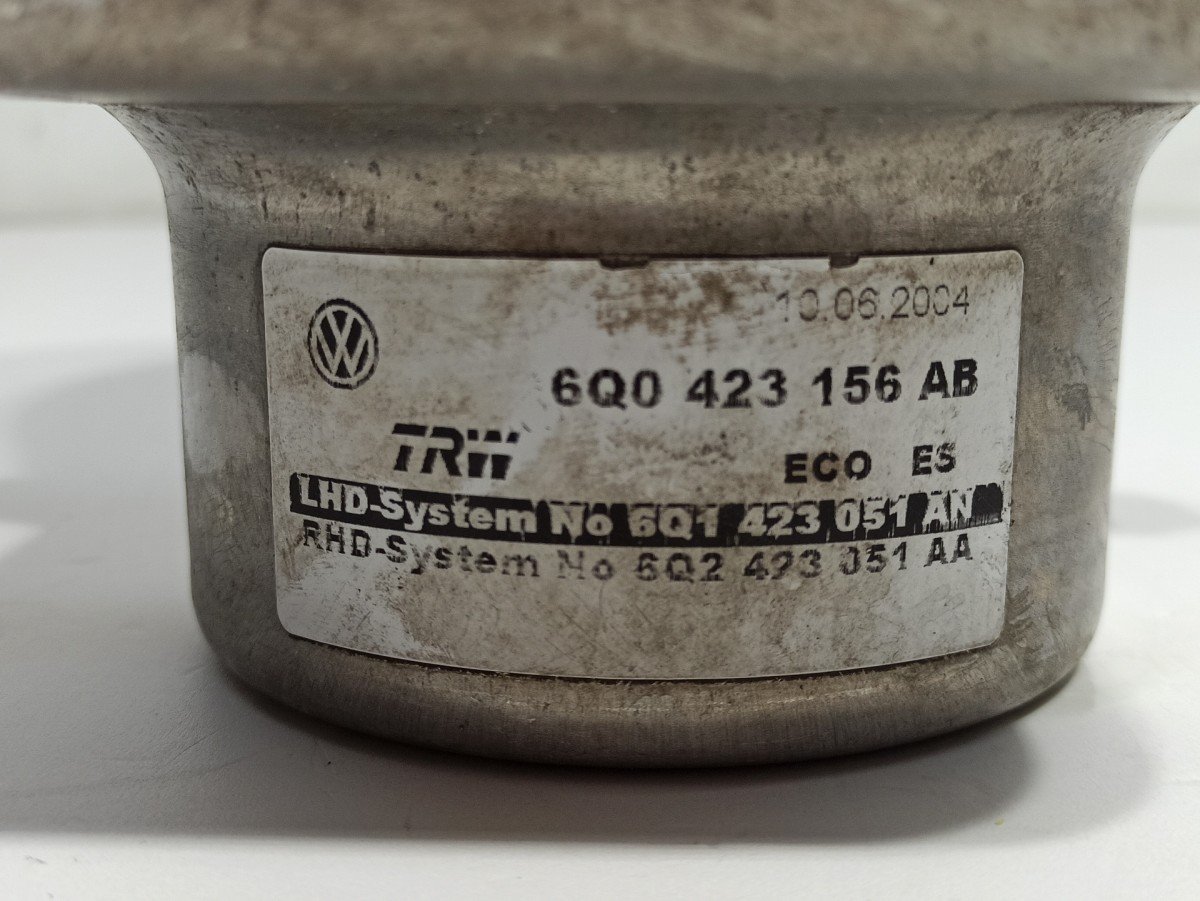 10.06.2004
VW
6Q0 423 156 AB
TRW ECO ES
LHD-System No 6Q1 423 051 AN
RHD-System No 6Q2 423 051 AA